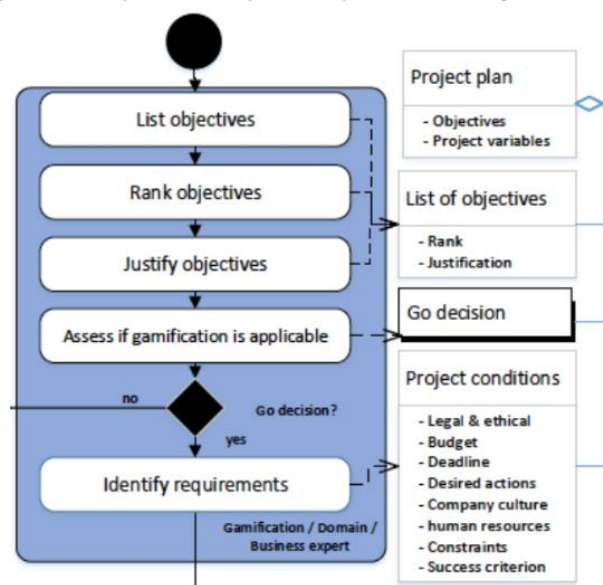 List objectives
Rank objectives
Justify objectives
Assess if gamification is applicable
no
Go decision?
yes
Identify requirements
Gamification / Domain /
Business expert
Project plan
- Objectives
- Project variables
List of objectives
- Rank
- Justification
Go decision
Project conditions
- Legal & ethical
- Budget
- Deadline
- Desired actions
- Company culture
- human resources
- Constraints
- Success criterion